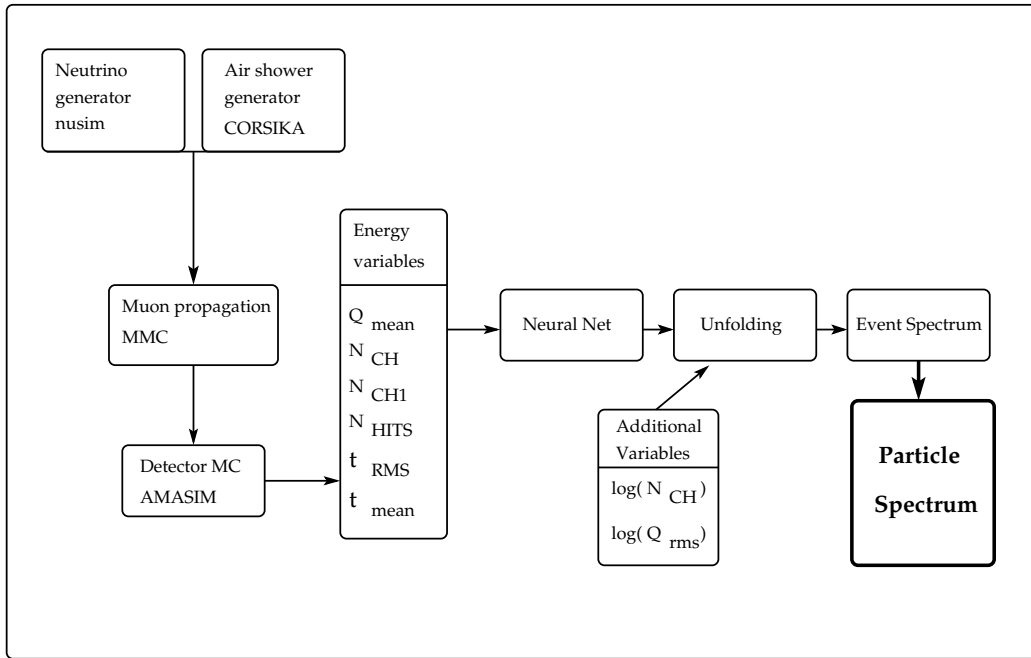 Neutrino
generator
nusim
Air shower
generator
CORSIKA
Muon propagation
MMC
Detector MC
AMASIM
Energy
variables
Q mean
N CH
N CH1
N HITS
t RMS
t mean
Neural Net
Unfolding
Event Spectrum
Additional
Variables
log( N CH )
log( Q rms )
Particle
Spectrum